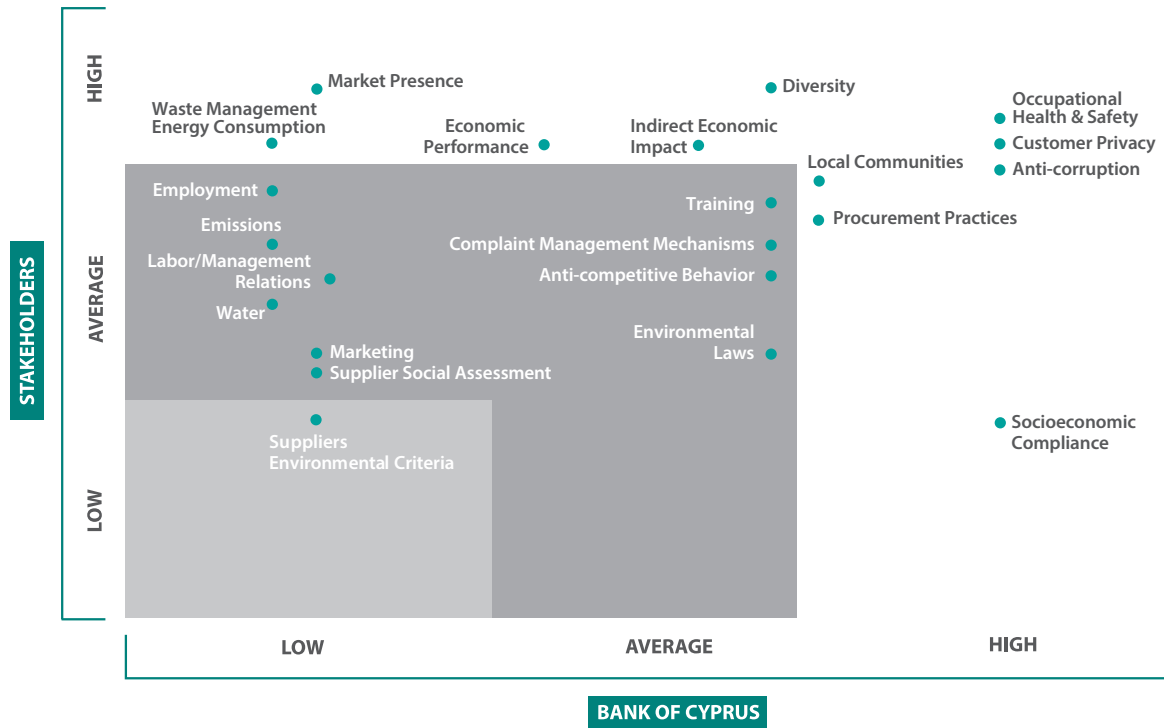 HIGH
Market Presence
Diversity
Waste Management
Energy Consumption
Economic
Performance
Indirect Economic
Impact
Occupational
Health & Safety
Customer Privacy
Anti-corruption
Local Communities
Procurement Practices
STAKEHOLDERS
AVERAGE
Employment
Emissions
Labor/Management
Relations
Water
Marketing
Supplier Social Assessment
Training
Complaint Management Mechanisms
Anti-competitive Behavior
Environmental
Laws
LOW
Suppliers
Environmental Criteria
Socioeconomic
Compliance
LOW
AVERAGE
HIGH
BANK OF CYPRUS